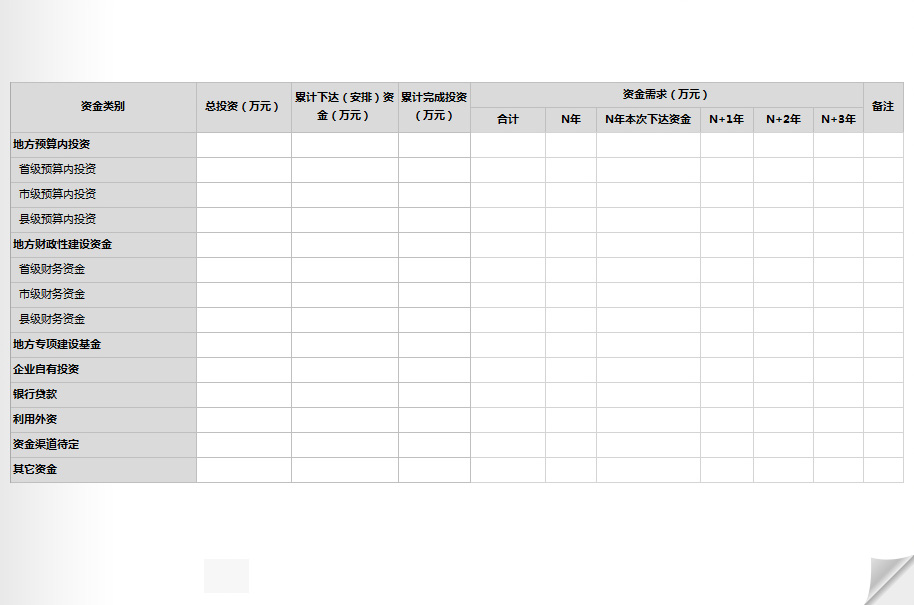 资金类别
总投资（万元）
累计下达（安排）资
金（万元）
累计完成投资
（万元）
资金需求（万元）
备注
合计
N年
N年本次下达资金
N+1年
N+2年
N+3年
地方预算内投资
省级预算内投资
市级预算内投资
县级预算内投资
地方财政性建设资金
省级财务资金
市级财务资金
县级财务资金
地方专项建设基金
企业自有投资
银行贷款
利用外资
资金渠道待定
其它资金